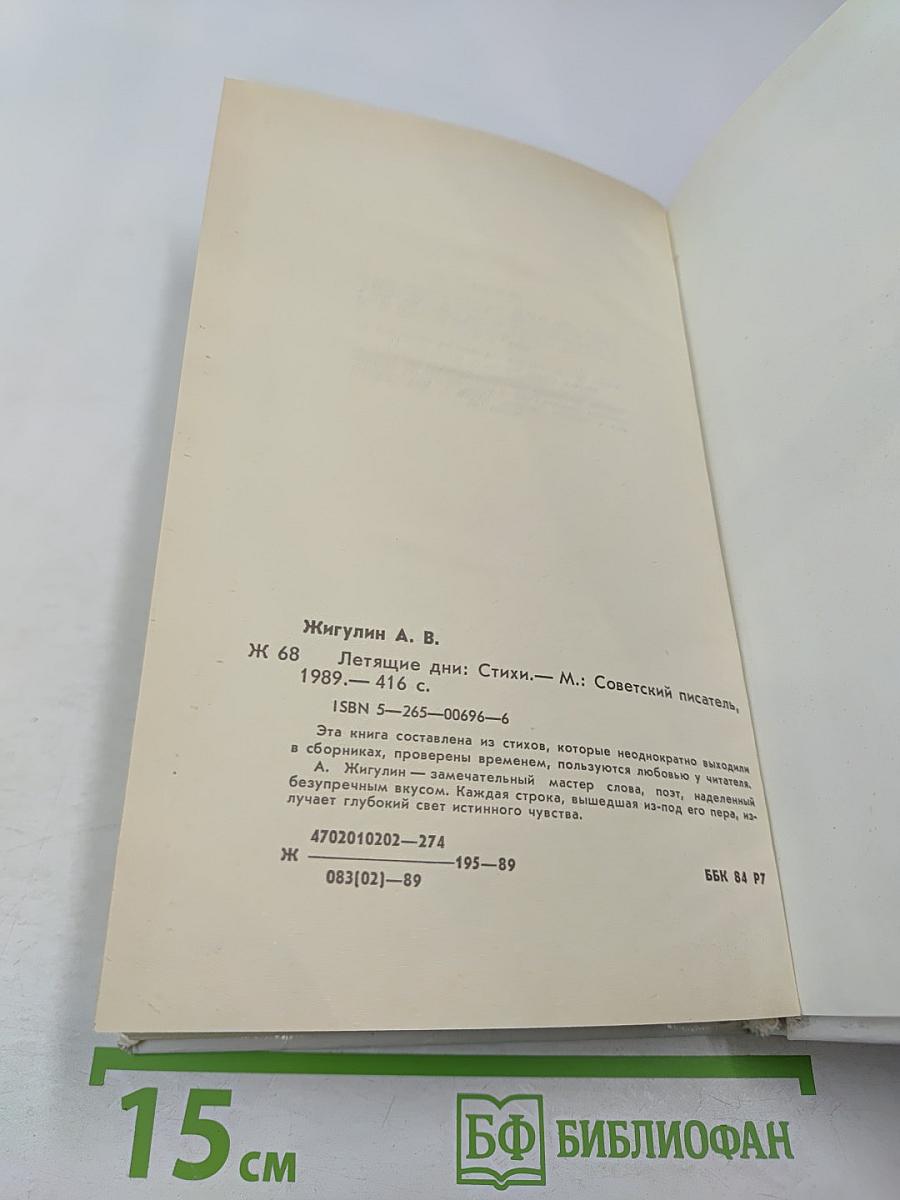 Жигулин А. В.
Ж 68 Летящие дни: Стихи.— М.: Советский писатель,
1989.— 416 с.
ISBN 5—265—00696—6
Эта книга составлена из стихов, которые неоднократно выходили
в сборниках, проверены временем, пользуются любовью у читателя.
А. Жигулин — замечательный мастер слова, поэт, наделенный
безупречным вкусом. Каждая строка, вышедшая из-под его пера, из-
лучает глубокий свет истинного чувства.
4702010202—274
Ж ―――――― 195—89
083(02)—89
ББК 84 Р7
15 см
БФ БИБЛИОФАН